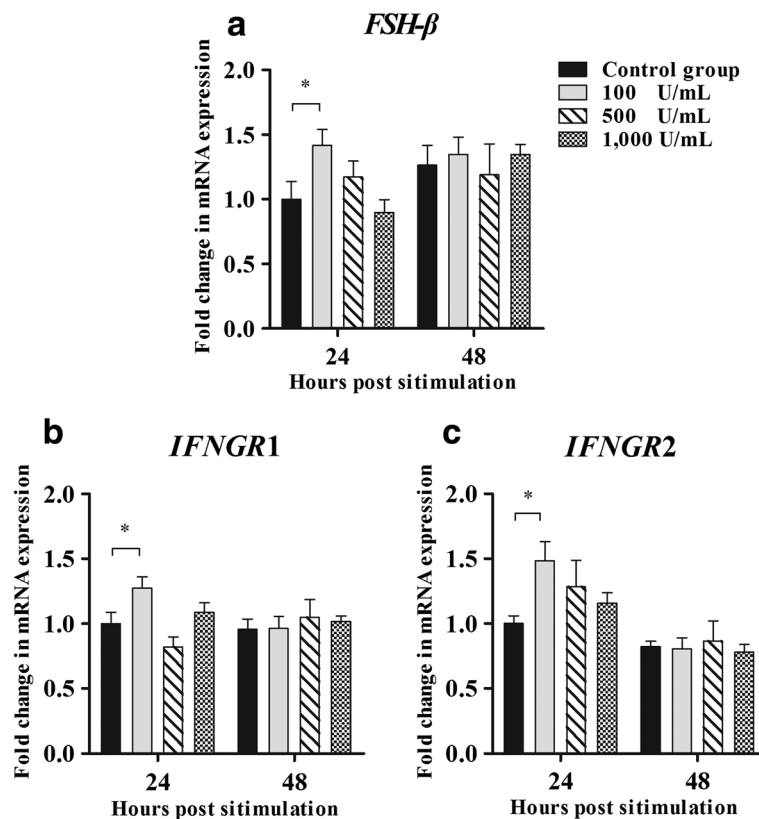 a
FSH-β
Fold change in mRNA expression
2.0
1.5
1.0
0.5
0.0
*
24
48
Hours post sitimulation
Control group
100 U/mL
500 U/mL
1,000 U/mL
b
IFNGR1
Fold change in mRNA expression
2.0
1.5
1.0
0.5
0.0
*
24
48
Hours post sitimulation
c
IFNGR2
Fold change in mRNA expression
2.0
1.5
1.0
0.5
0.0
*
24
48
Hours post sitimulation